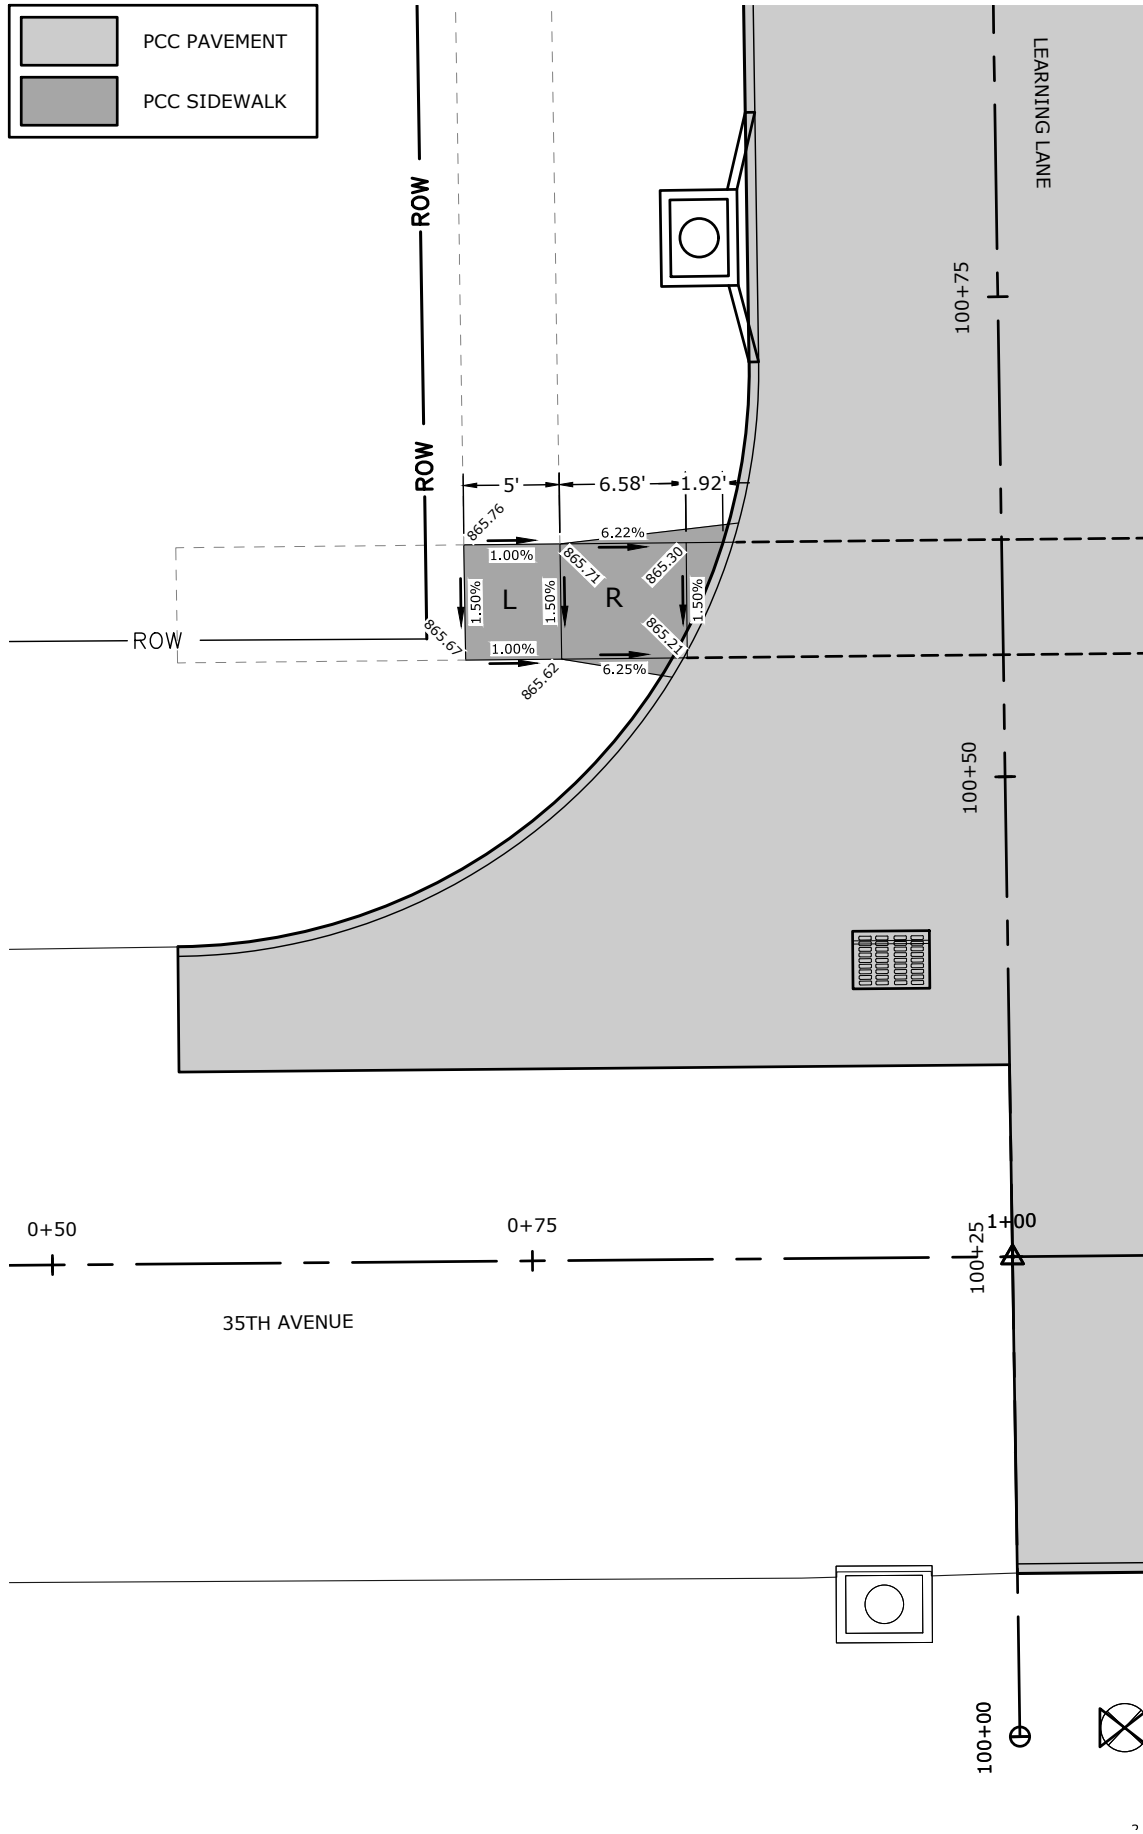 PCC PAVEMENT
PCC SIDEWALK
LEARNING LANE
ROW
100+75
ROW
5'
6.58'
1.92'
865.76
6.22%
1.00%
865.71
865.30
1.50%
L
1.50%
R
1.50%
865.67
865.21
ROW
1.00%
865.62
6.25%
100+50
0+50
0+75
1+00
100+25
35TH AVENUE
100+00
2